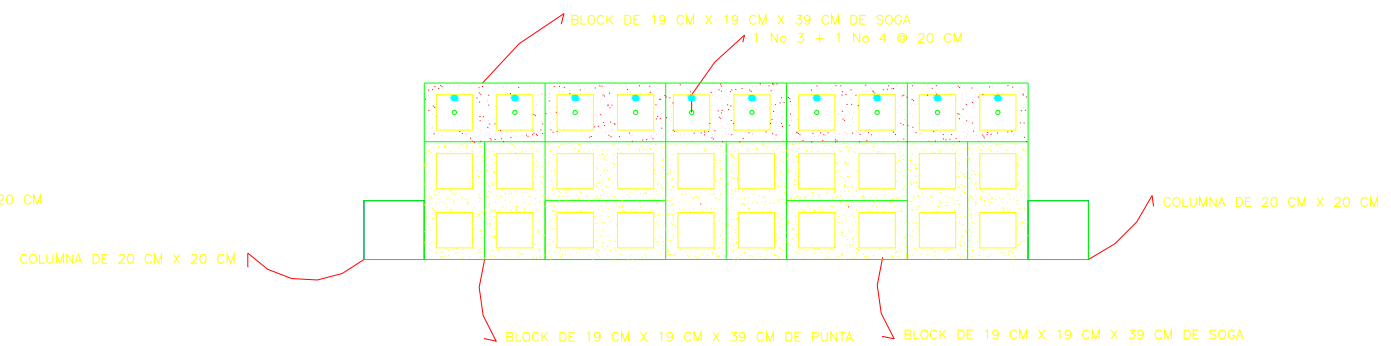 BLOCK DE 19 CM X 19 CM X 39 CM DE SOGA
1 No 3 + 1 No 4 @ 20 CM
20 CM
COLUMNA DE 20 CM X 20 CM
COLUMNA DE 20 CM X 20 CM
BLOCK DE 19 CM X 19 CM X 39 CM DE PUNTA
BLOCK DE 19 CM X 19 CM X 39 CM DE SOGA